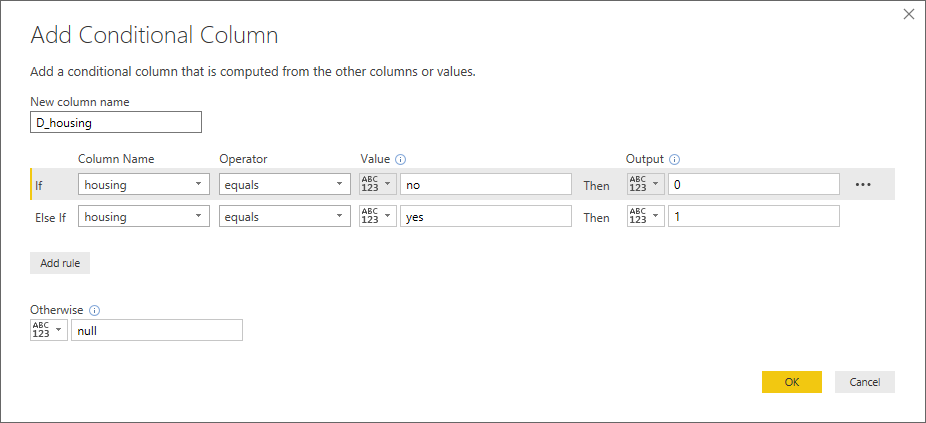 Add Conditional Column
Add a conditional column that is computed from the other columns or values.
New column name
D_housing
Column Name Operator Value Output
If housing equals ABC 123 no Then ABC 123 0 ...
Else If housing equals ABC 123 yes Then ABC 123 1
Add rule
Otherwise
ABC 123 null
OK Cancel